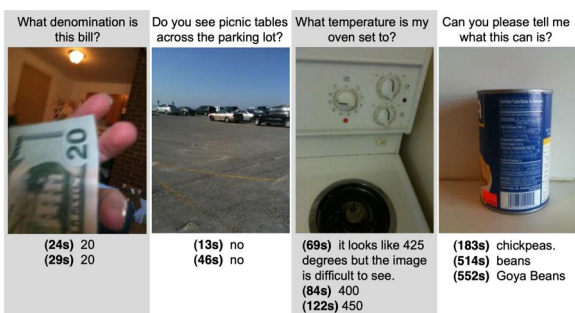 What denomination is
this bill?
20
(24s) 20
(29s) 20
Do you see picnic tables
across the parking lot?
(13s) no
(46s) no
What temperature is my
oven set to?
(69s) it looks like 425
degrees but the image
is difficult to see.
(84s) 400
(122s) 450
Can you please tell me
what this can is?
(183s) chickpeas.
(514s) beans
(552s) Goya Beans